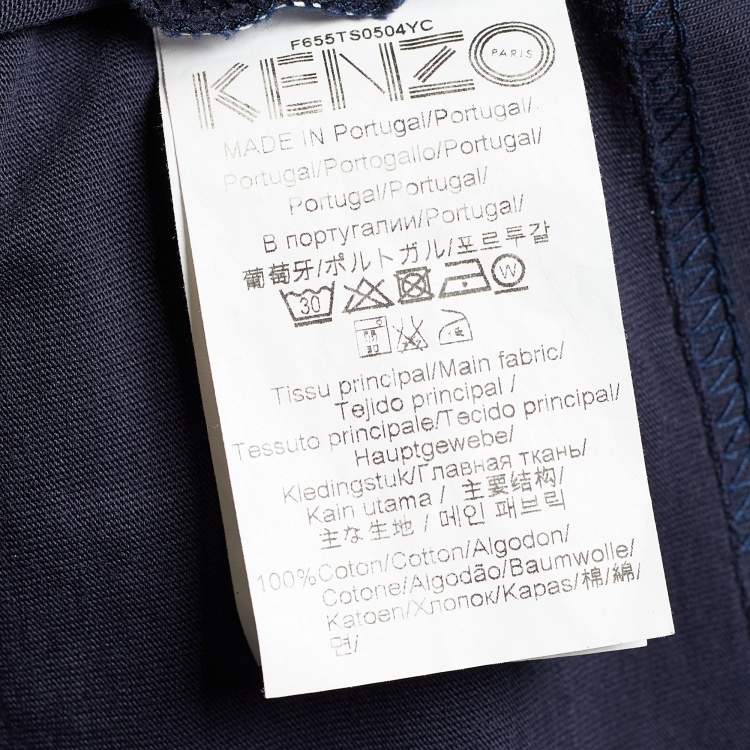 F655TS0504YC
KENZO
PARIS
MADE IN Portugal/Portugal/
Portugal/Portogallo/Portugal/
Portugal/Portugal/
В португалии/Portugal/
葡萄牙/ポルトガル/포르투갈
30 W
Tissu principal/Main fabric/
Tejido principal /
Tessuto principale/Tecido principal/
Hauptgewebe/
Kledingstuk/Главная ткань/
Kain utama / 主要结构/
主な生地 / 메인 패브릭
100%Coton/Cotton/Algodon/
Cotone/Algodão/Baumwolle/
Katoen/Хлопок/Kapas/棉/綿/
면/